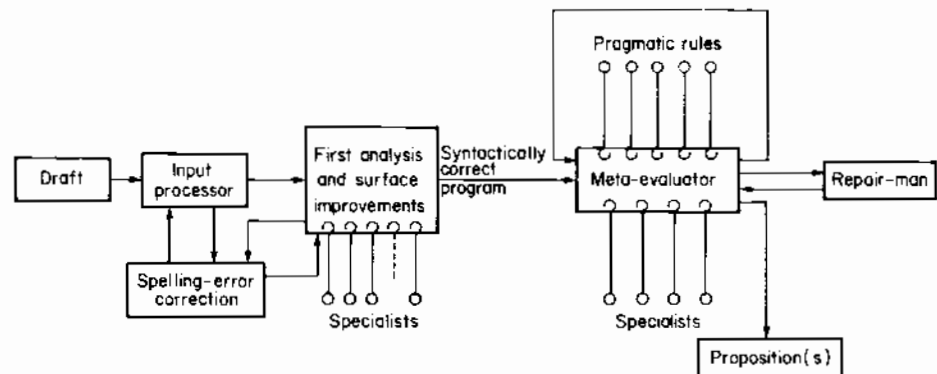 Pragmatic rules
Draft
Input
processor
First analysis
and surface
improvements
Syntactically
correct
program
Meta-evaluator
Repair-man
Spelling-error
correction
Specialists
Specialists
Proposition(s)